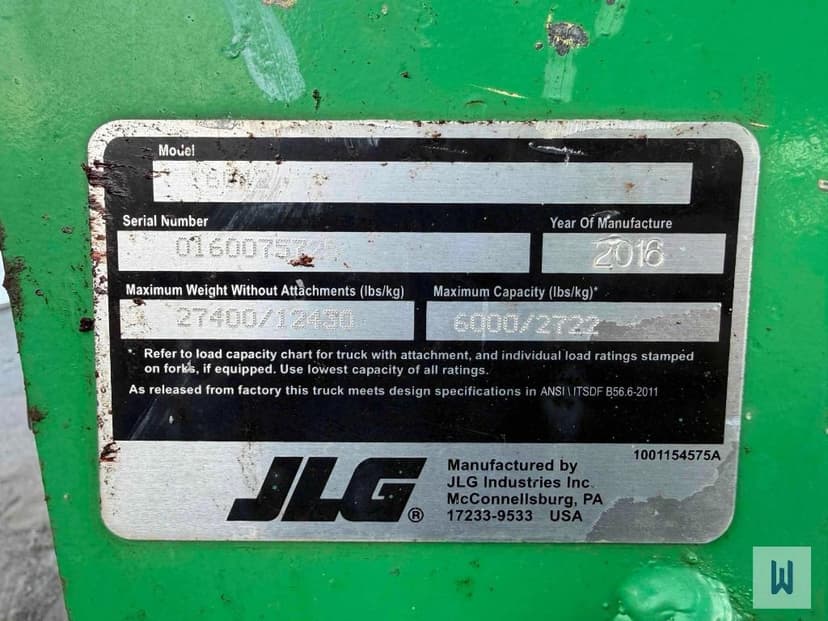 Model
Serial Number
Year Of Manufacture
2016
Maximum Weight Without Attachments (lbs/kg)
Maximum Capacity (lbs/kg)*
27400/12430
6000/2722
* Refer to load capacity chart for truck with attachment, and individual load ratings stamped
on forks, if equipped. Use lowest capacity of all ratings.
As released from factory this truck meets design specifications in ANSI \ ITSDF B56.6-2011
1001154575A
JLG®
Manufactured by
JLG Industries Inc.
McConnellsburg, PA
17233-9533 USA
W